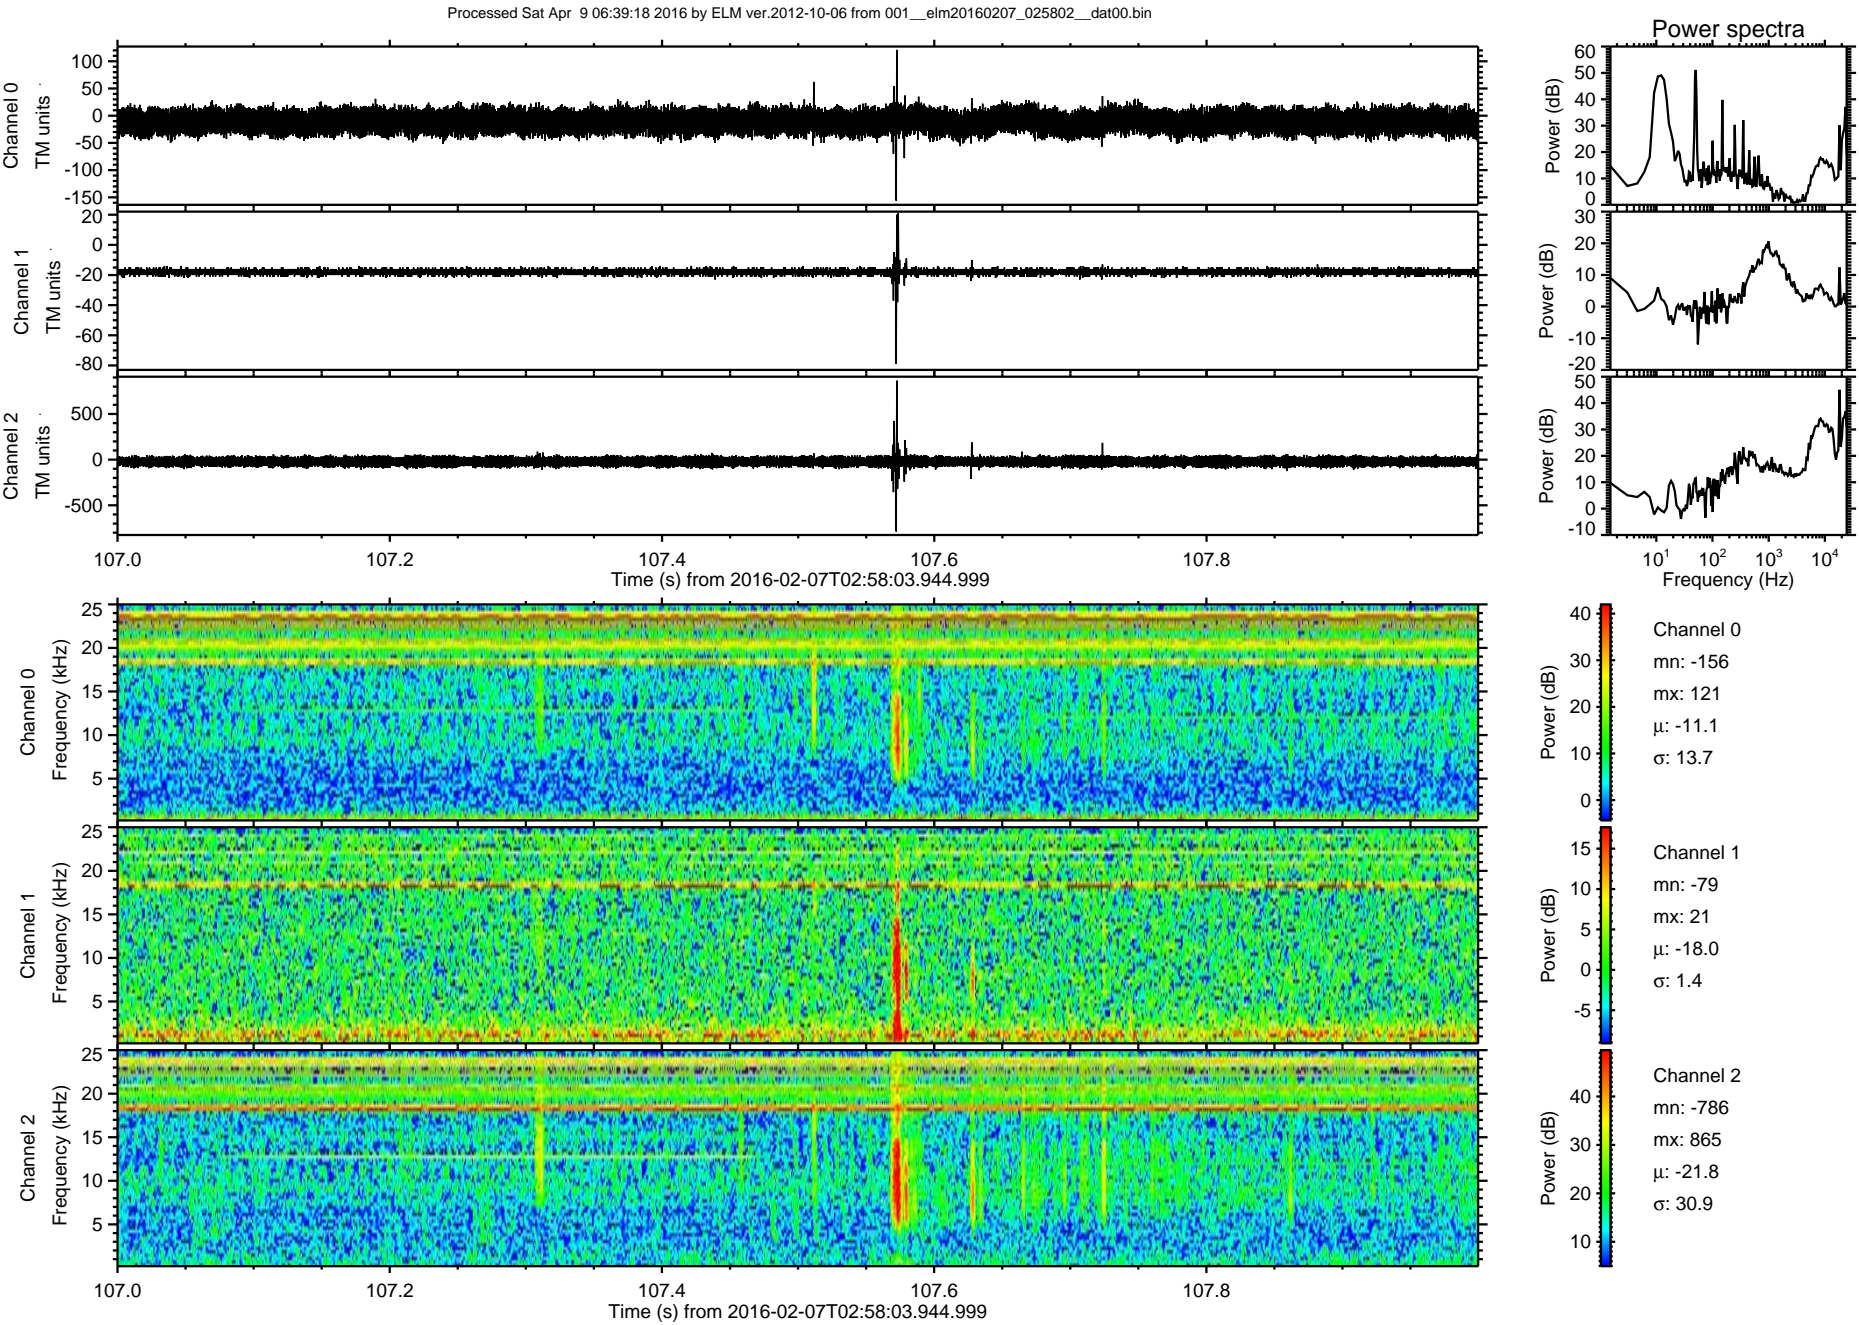 Processed Sat Apr  9 06:39:18 2016 by ELM ver.2012-10-06 from 001__elm20160207_025802__dat00.bin
Power spectra
Channel 0
TM units
100
50
0
-50
-100
-150
Power (dB)
60
50
40
30
20
10
0
Channel 1
TM units
20
0
-20
-40
-60
-80
Power (dB)
30
20
10
0
-10
-20
Channel 2
TM units
500
0
-500
Power (dB)
50
40
30
20
10
0
-10
107.0 107.2 107.4 107.6 107.8
Time (s) from 2016-02-07T02:58:03.944.999
10^1 10^2 10^3 10^4
Frequency (Hz)
Channel 0
Frequency (kHz)
25
20
15
10
5
Power (dB)
40
30
20
10
0
Channel 0
mn: -156
mx: 121
μ: -11.1
σ: 13.7
Channel 1
Frequency (kHz)
25
20
15
10
5
Power (dB)
15
10
5
0
-5
Channel 1
mn: -79
mx: 21
μ: -18.0
σ: 1.4
Channel 2
Frequency (kHz)
25
20
15
10
5
Power (dB)
40
30
20
10
Channel 2
mn: -786
mx: 865
μ: -21.8
σ: 30.9
107.0 107.2 107.4 107.6 107.8
Time (s) from 2016-02-07T02:58:03.944.999